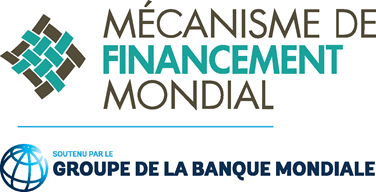 MÉCANISME DE
FINANCEMENT
MONDIAL
SOUTENU PAR LE
GROUPE DE LA BANQUE MONDIALE